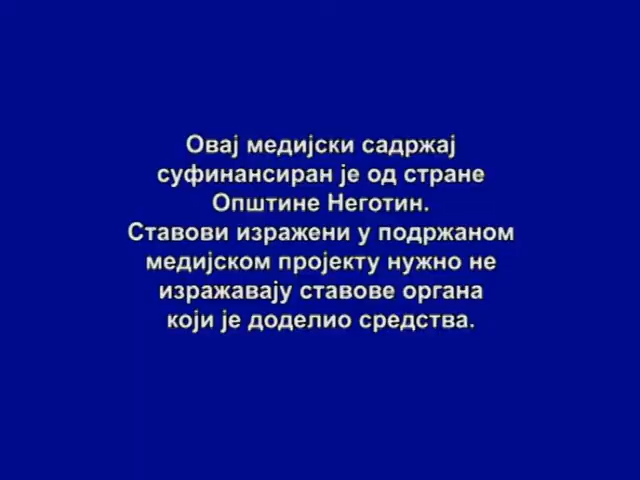 Овај медијски садржај
суфинансиран је од стране
Општине Неготин.
Ставови изражени у подржаном
медијском пројекту нужно не
изражавају ставове органа
који је доделио средства.